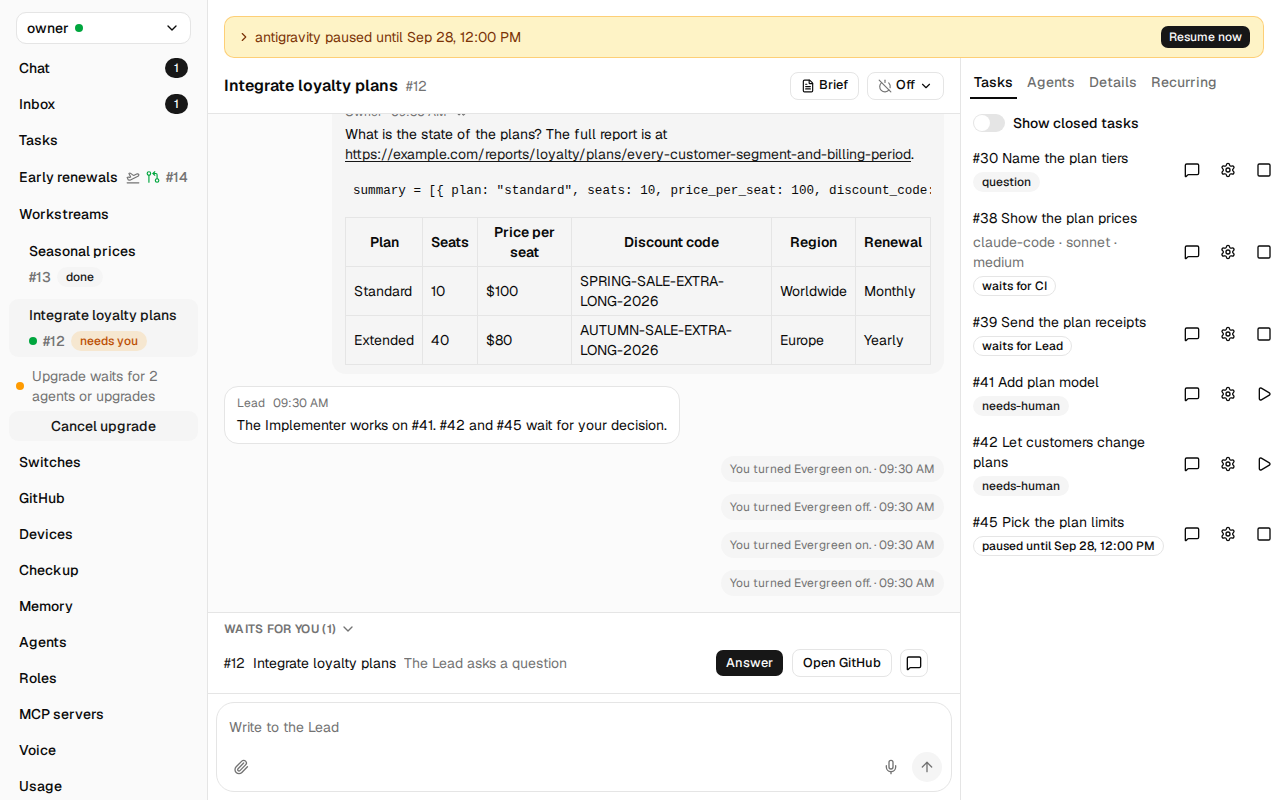 owner
Chat 1
Inbox 1
Tasks
Early renewals #14
Workstreams
Seasonal prices
#13 done
Integrate loyalty plans
#12 needs you
Upgrade waits for 2
agents or upgrades
Cancel upgrade
Switches
GitHub
Devices
Checkup
Memory
Agents
Roles
MCP servers
Voice
Usage
antigravity paused until Sep 28, 12:00 PM
Resume now
Integrate loyalty plans #12
Brief
Off
What is the state of the plans? The full report is at
https://example.com/reports/loyalty/plans/every-customer-segment-and-billing-period.
summary = [{ plan: "standard", seats: 10, price_per_seat: 100, discount_code:
Plan Seats Price per seat Discount code Region Renewal
Standard 10 $100 SPRING-SALE-EXTRA-LONG-2026 Worldwide Monthly
Extended 40 $80 AUTUMN-SALE-EXTRA-LONG-2026 Europe Yearly
Lead 09:30 AM
The Implementer works on #41. #42 and #45 wait for your decision.
You turned Evergreen on. · 09:30 AM
You turned Evergreen off. · 09:30 AM
You turned Evergreen on. · 09:30 AM
You turned Evergreen off. · 09:30 AM
WAITS FOR YOU (1)
#12 Integrate loyalty plans The Lead asks a question
Answer
Open GitHub
Write to the Lead
Tasks Agents Details Recurring
Show closed tasks
#30 Name the plan tiers
question
#38 Show the plan prices
claude-code · sonnet ·
medium
waits for CI
#39 Send the plan receipts
waits for Lead
#41 Add plan model
needs-human
#42 Let customers change
plans
needs-human
#45 Pick the plan limits
paused until Sep 28, 12:00 PM